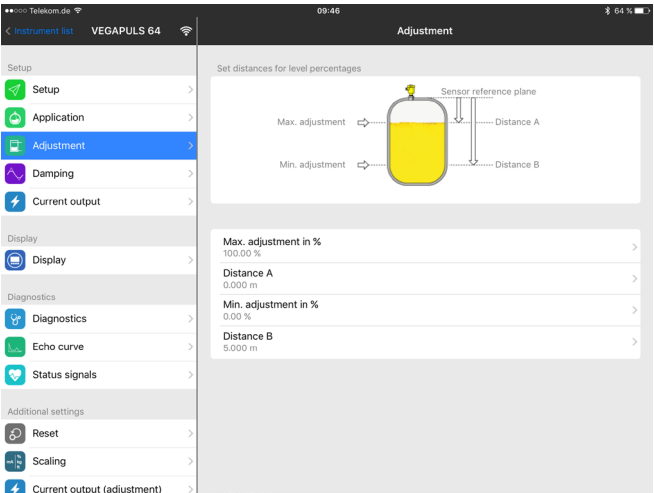 ●●○○○ Telekom.de 09:46 64 %
Instrument list VEGAPULS 64 Adjustment
Setup
Setup
Application
Adjustment
Damping
Current output
Display
Display
Diagnostics
Diagnostics
Echo curve
Status signals
Additional settings
Reset
Scaling
Current output (adjustment)
Set distances for level percentages
Sensor reference plane
Max. adjustment Distance A
Min. adjustment Distance B
Max. adjustment in %
100.00 %
Distance A
0.000 m
Min. adjustment in %
0.00 %
Distance B
5.000 m